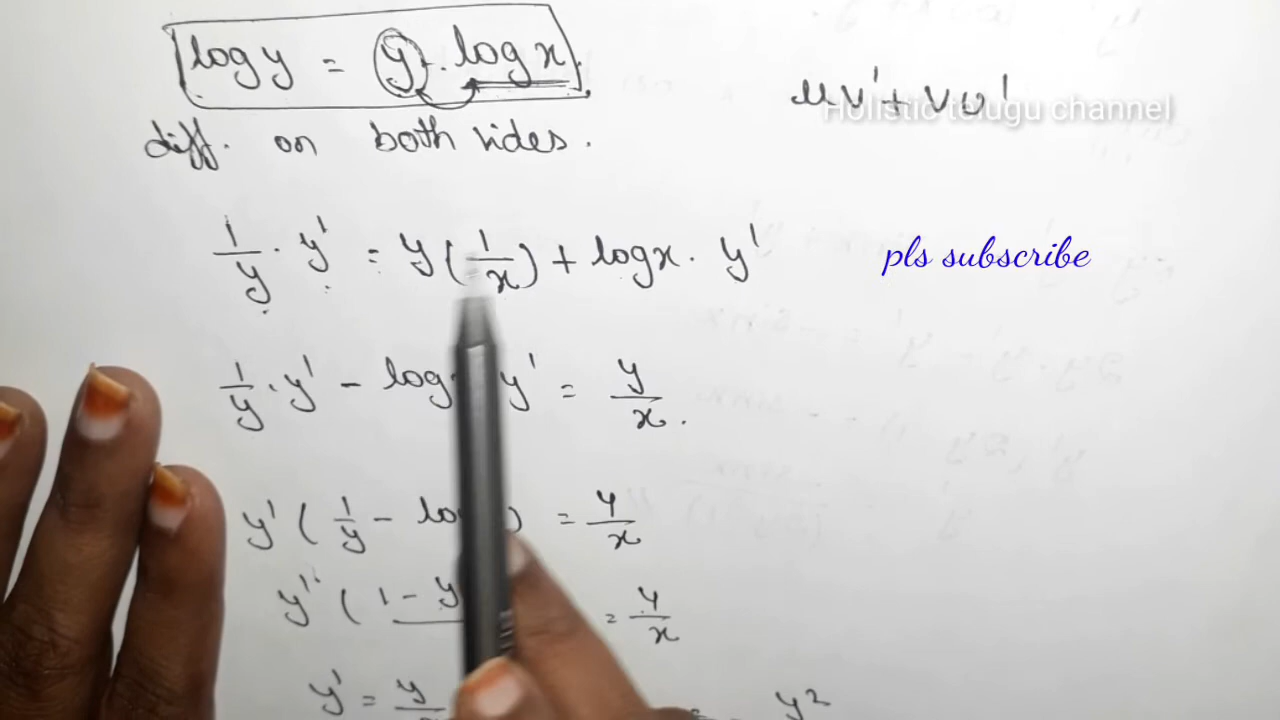 log y = y · log x.
uv' + vu'
Holistic telugu channel
diff. on both sides.
1/y · y' = y(1/x) + log x · y'
pls subscribe
1/y · y' - log y' = y/x.
y' ( 1/y - lo ) = y/x
y' ( 1 - y = y/x
y' = y
y2